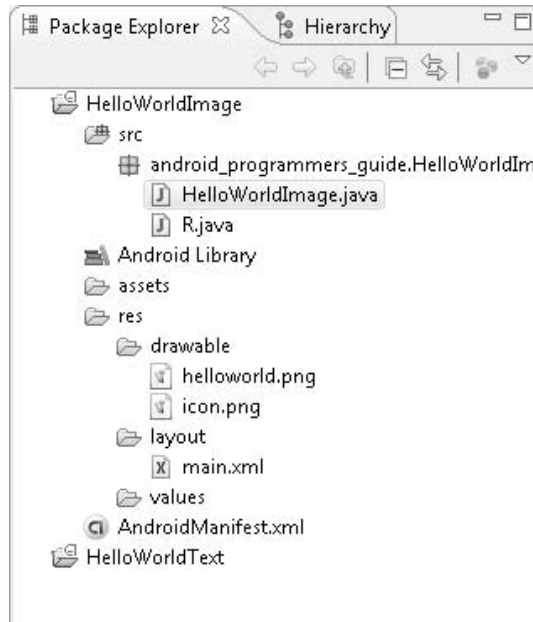 Package Explorer Hierarchy
HelloWorldImage
src
android_programmers_guide.HelloWorldIm
HelloWorldImage.java
R.java
Android Library
assets
res
drawable
helloworld.png
icon.png
layout
main.xml
values
AndroidManifest.xml
HelloWorldText